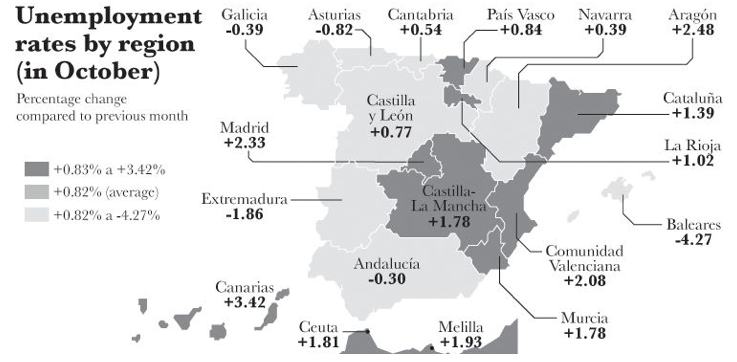 Unemployment
rates by region
(in October)
Percentage change
compared to previous month
+0.83% a +3.42%
+0.82% (average)
+0.82% a -4.27%
Galicia
-0.39
Asturias
-0.82
Cantabria
+0.54
País Vasco
+0.84
Navarra
+0.39
Aragón
+2.48
Castilla
y León
+0.77
Cataluña
+1.39
Madrid
+2.33
La Rioja
+1.02
Extremadura
-1.86
Castilla-
La Mancha
+1.78
Baleares
-4.27
Comunidad
Valenciana
+2.08
Andalucía
-0.30
Canarias
+3.42
Murcia
+1.78
Ceuta
+1.81
Melilla
+1.93